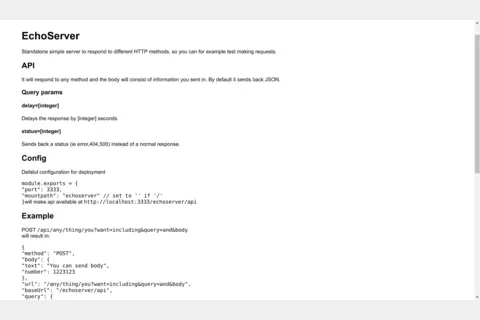 EchoServer
Standalone simple server to respond to different HTTP methods, so you can for example test making requests.
API
It will respond to any method and the body will consist of information you sent in. By default it sends back JSON.
Query params
delay=[integer]
Delays the response by [integer] seconds
status=[integer]
Sends back a status (ie error,404,500) instead of a normal response.
Config
Defalut configuration for deployment
module.exports = {
"port": 3333,
"mountpath": "echoserver" // set to '' if '/'
}will make api available at http://localhost:3333/echoserver/api
Example
POST /api/any/thing/you?want=including&query=and&body
will result in:
{
"method": "POST",
"body": {
"text": "You can send body",
"number": 1223123
},
"url": "/any/thing/you?want=including&query=and&body",
"baseUrl": "/echoserver/api",
"query": {